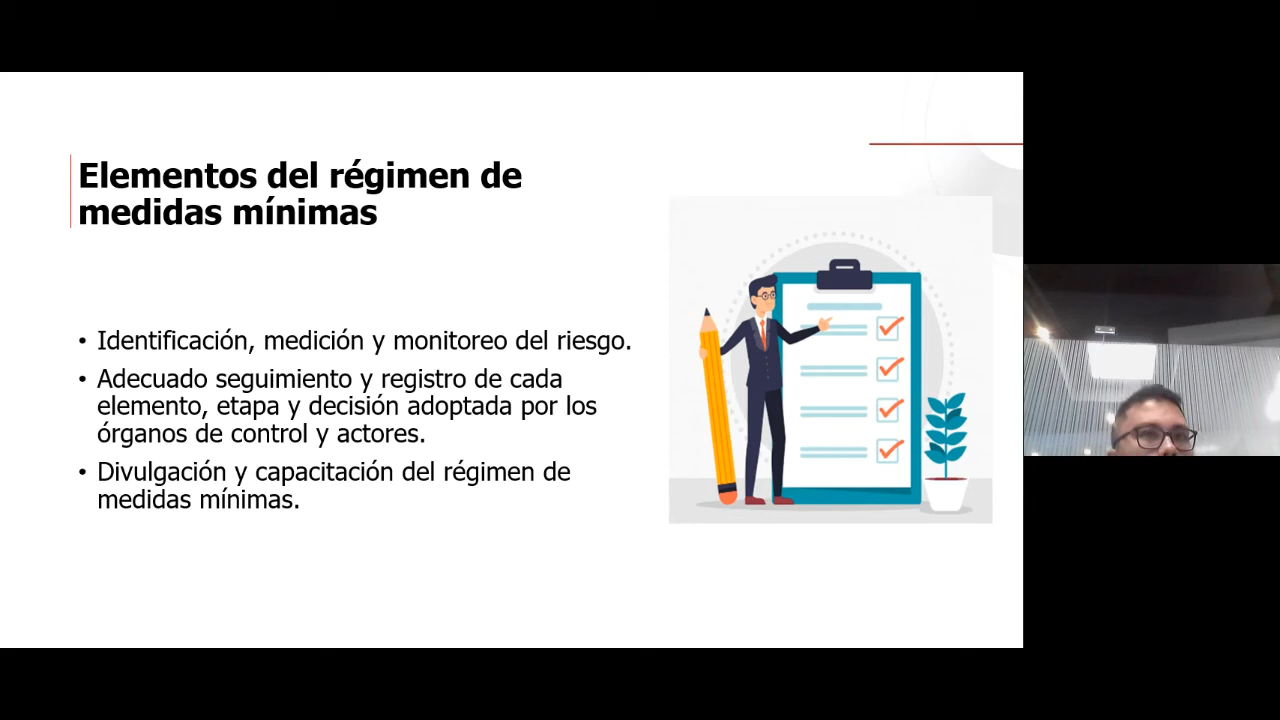 Elementos del régimen de
medidas mínimas
• Identificación, medición y monitoreo del riesgo.
• Adecuado seguimiento y registro de cada
elemento, etapa y decisión adoptada por los
órganos de control y actores.
• Divulgación y capacitación del régimen de
medidas mínimas.